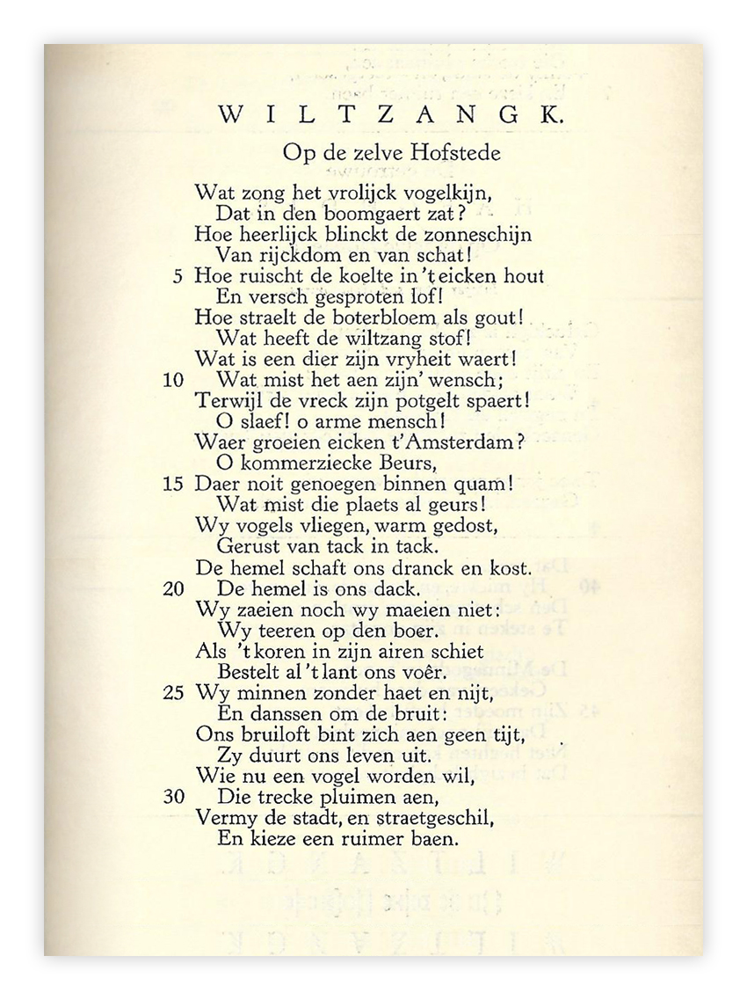 W I L T Z A N G K.
Op de zelve Hofstede
Wat zong het vrolijck vogelkijn,
Dat in den boomgaert zat?
Hoe heerlijck blinckt de zonneschijn
Van rijckdom en van schat!
5 Hoe ruischt de koelte in 't eicken hout
En versch gesproten lof!
Hoe straelt de boterbloem als gout!
Wat heeft de wiltzang stof!
Wat is een dier zijn vryheit waert!
10 Wat mist het aen zijn' wensch;
Terwijl de vreck zijn potgelt spaert!
O slaef! o arme mensch!
Waer groeien eicken t'Amsterdam?
O kommerziecke Beurs,
15 Daer noit genoegen binnen quam!
Wat mist die plaets al geurs!
Wy vogels vliegen, warm gedost,
Gerust van tack in tack.
De hemel schaft ons dranck en kost.
20 De hemel is ons dack.
Wy zaeien noch wy maeien niet:
Wy teeren op den boer.
Als 't koren in zijn airen schiet
Bestelt al 't lant ons voêr.
25 Wy minnen zonder haet en nijt,
En danssen om de bruit:
Ons bruiloft bint zich aen geen tijt,
Zy duurt ons leven uit.
Wie nu een vogel worden wil,
30 Die trecke pluimen aen,
Vermy de stadt, en straetgeschil,
En kieze een ruimer baen.